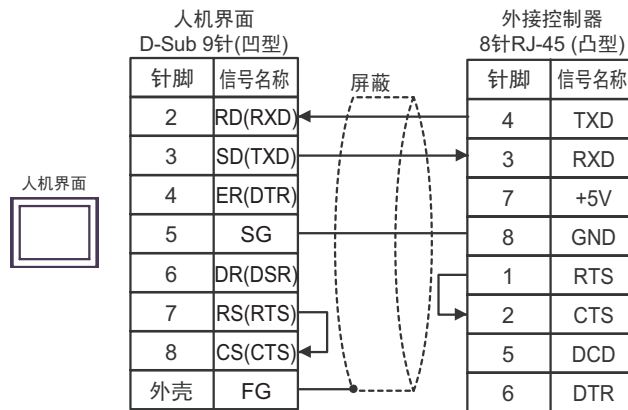 人机界面 外接控制器
D-Sub 9针(凹型) 8针RJ-45 (凸型)
针脚 信号名称 屏蔽 针脚 信号名称
2 RD(RXD) 4 TXD
3 SD(TXD) 3 RXD
人机界面 4 ER(DTR) 7 +5V
5 SG 8 GND
6 DR(DSR) 1 RTS
7 RS(RTS) 2 CTS
8 CS(CTS) 5 DCD
外壳 FG 6 DTR